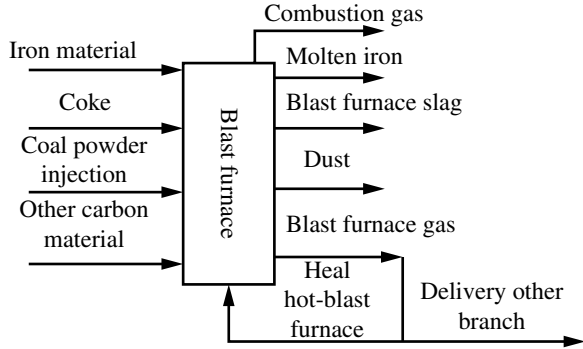 Combustion gas
Iron material
Molten iron
Coke
Blast furnace slag
Coal powder
injection
Dust
Other carbon
material
Blast furnace gas
Blast furnace
Heal
hot-blast
furnace
Delivery other
branch